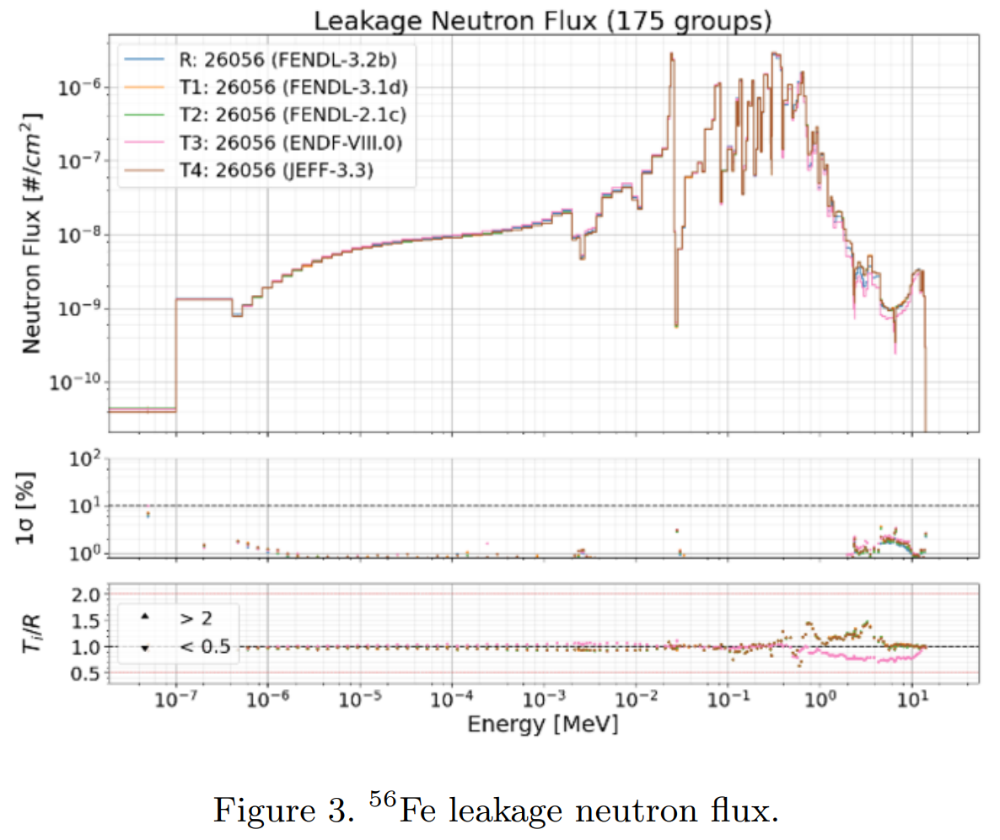 Leakage Neutron Flux (175 groups)
R: 26056 (FENDL-3.2b)
T1: 26056 (FENDL-3.1d)
T2: 26056 (FENDL-2.1c)
T3: 26056 (ENDF-VIII.0)
T4: 26056 (JEFF-3.3)
Neutron Flux [#/cm²]
10⁻⁶
10⁻⁷
10⁻⁸
10⁻⁹
10⁻¹⁰
1σ [%]
10²
10¹
10⁰
Tᵢ/R
2.0
1.5
1.0
0.5
> 2
< 0.5
10⁻⁷ 10⁻⁶ 10⁻⁵ 10⁻⁴ 10⁻³ 10⁻² 10⁻¹ 10⁰ 10¹
Energy [MeV]
Figure 3. ⁵⁶Fe leakage neutron flux.